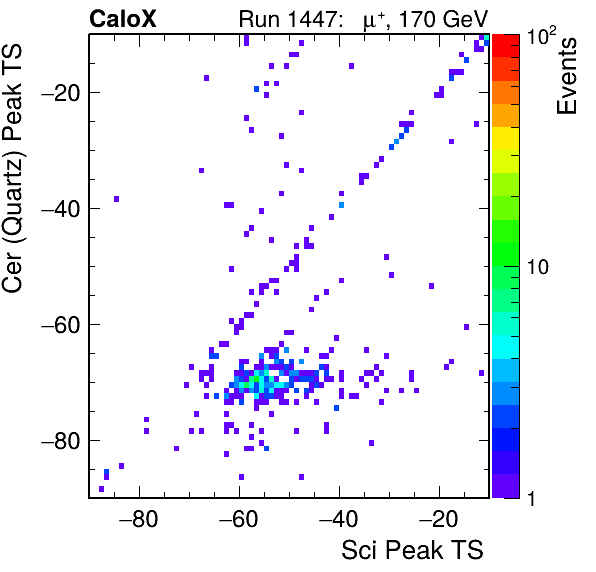 CaloX Run 1447: μ⁺, 170 GeV
Cer (Quartz) Peak TS
−20
−40
−60
−80
−80 −60 −40 −20
Sci Peak TS
10²
10
1
Events